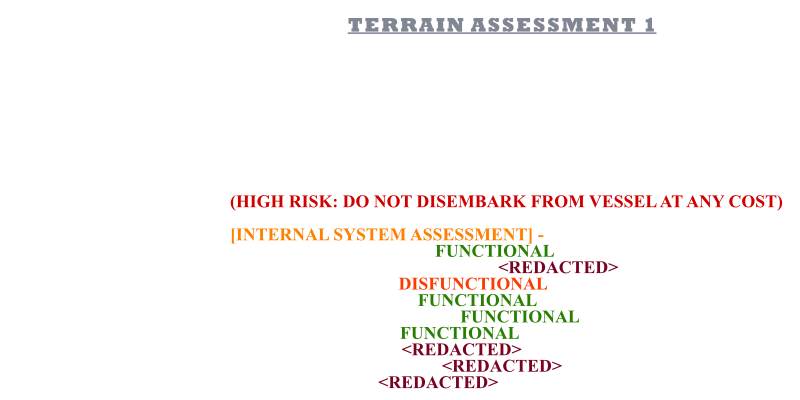 TERRAIN ASSESSMENT 1
(HIGH RISK: DO NOT DISEMBARK FROM VESSEL AT ANY COST)
[INTERNAL SYSTEM ASSESSMENT] -
FUNCTIONAL
<REDACTED>
DISFUNCTIONAL
FUNCTIONAL
FUNCTIONAL
FUNCTIONAL
<REDACTED>
<REDACTED>
<REDACTED>